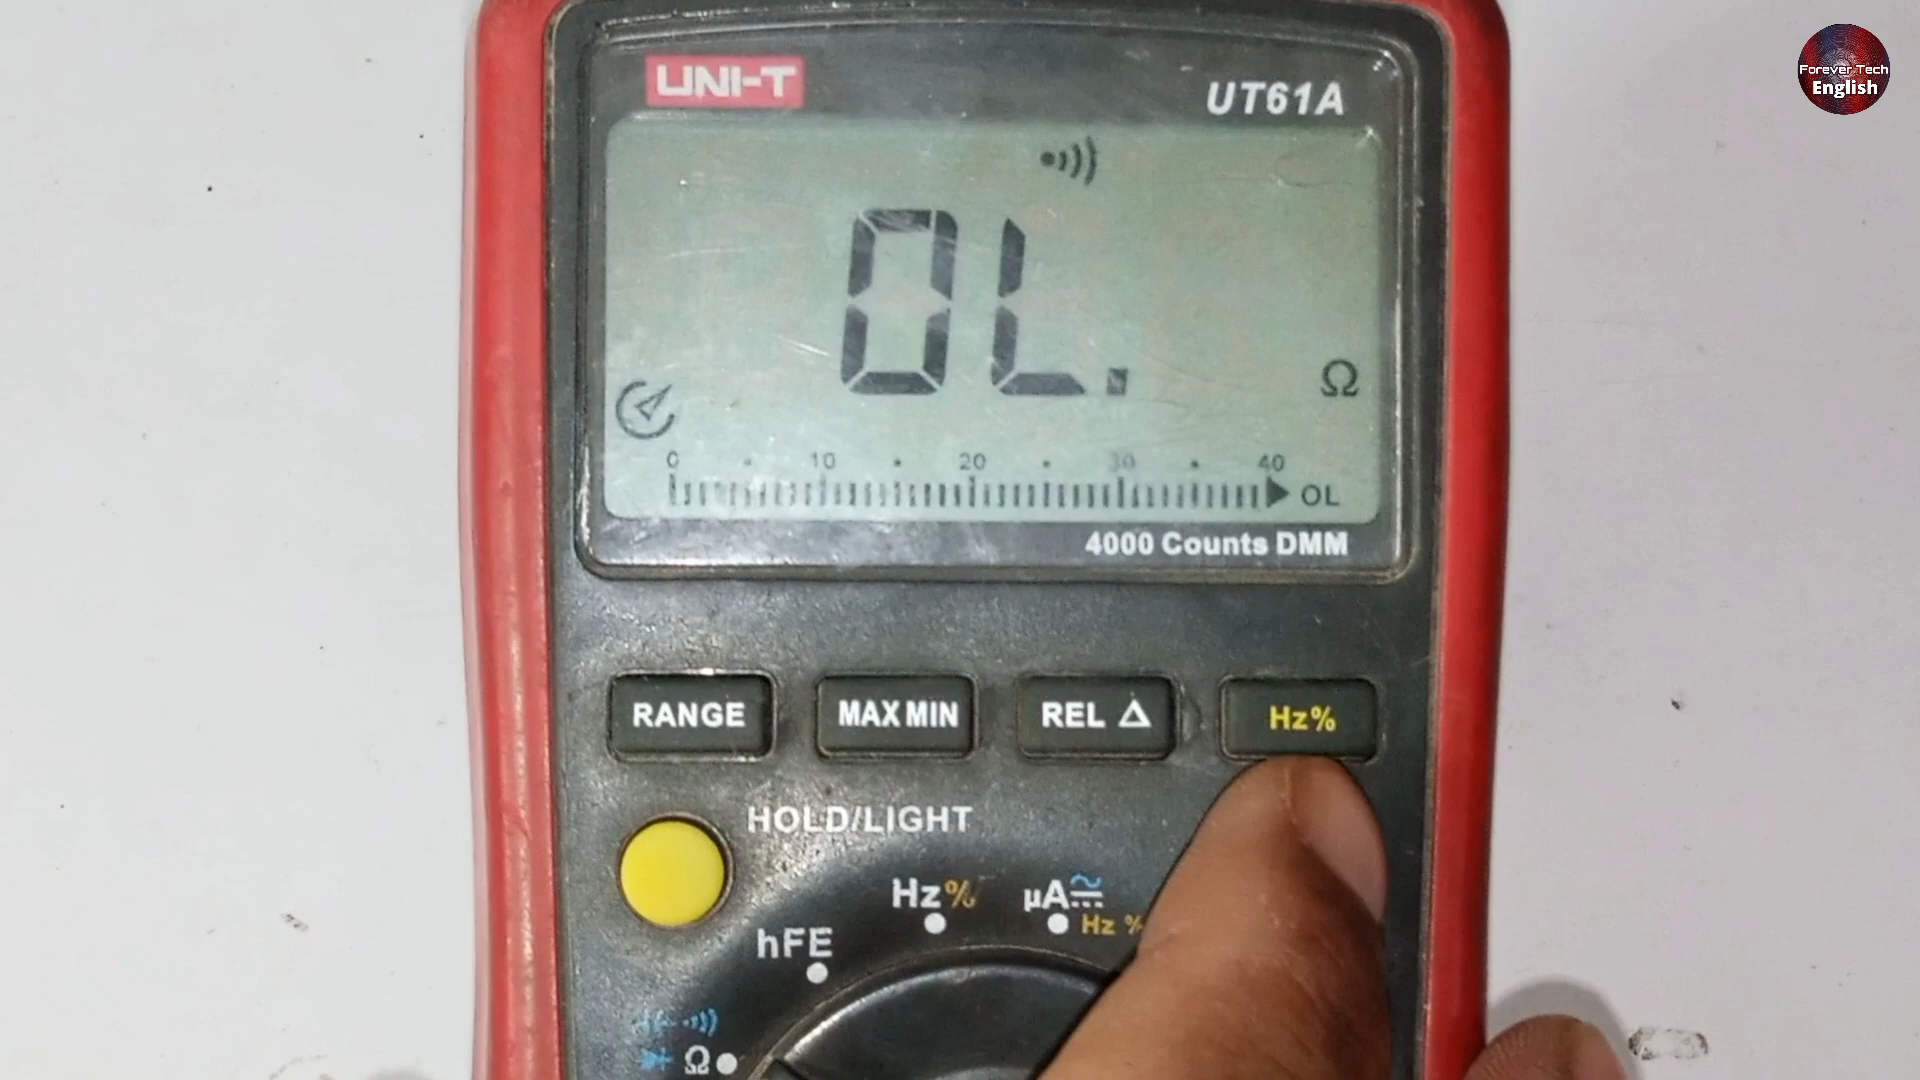 Forever Tech
English
UNI-T
UT61A
OL.
Ω
0 10 20 30 40
OL
4000 Counts DMM
RANGE
MAX MIN
REL Δ
Hz%
HOLD/LIGHT
Hz%
µA
Hz %
hFE
Ω